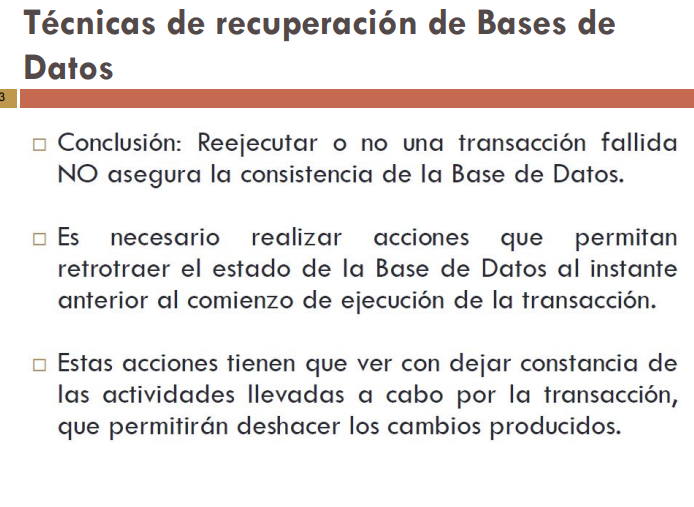 Técnicas de recuperación de Bases de
Datos
3
Conclusión: Reejecutar o no una transacción fallida
NO asegura la consistencia de la Base de Datos.
Es necesario realizar acciones que permitan
retrotraer el estado de la Base de Datos al instante
anterior al comienzo de ejecución de la transacción.
Estas acciones tienen que ver con dejar constancia de
las actividades llevadas a cabo por la transacción,
que permitirán deshacer los cambios producidos.